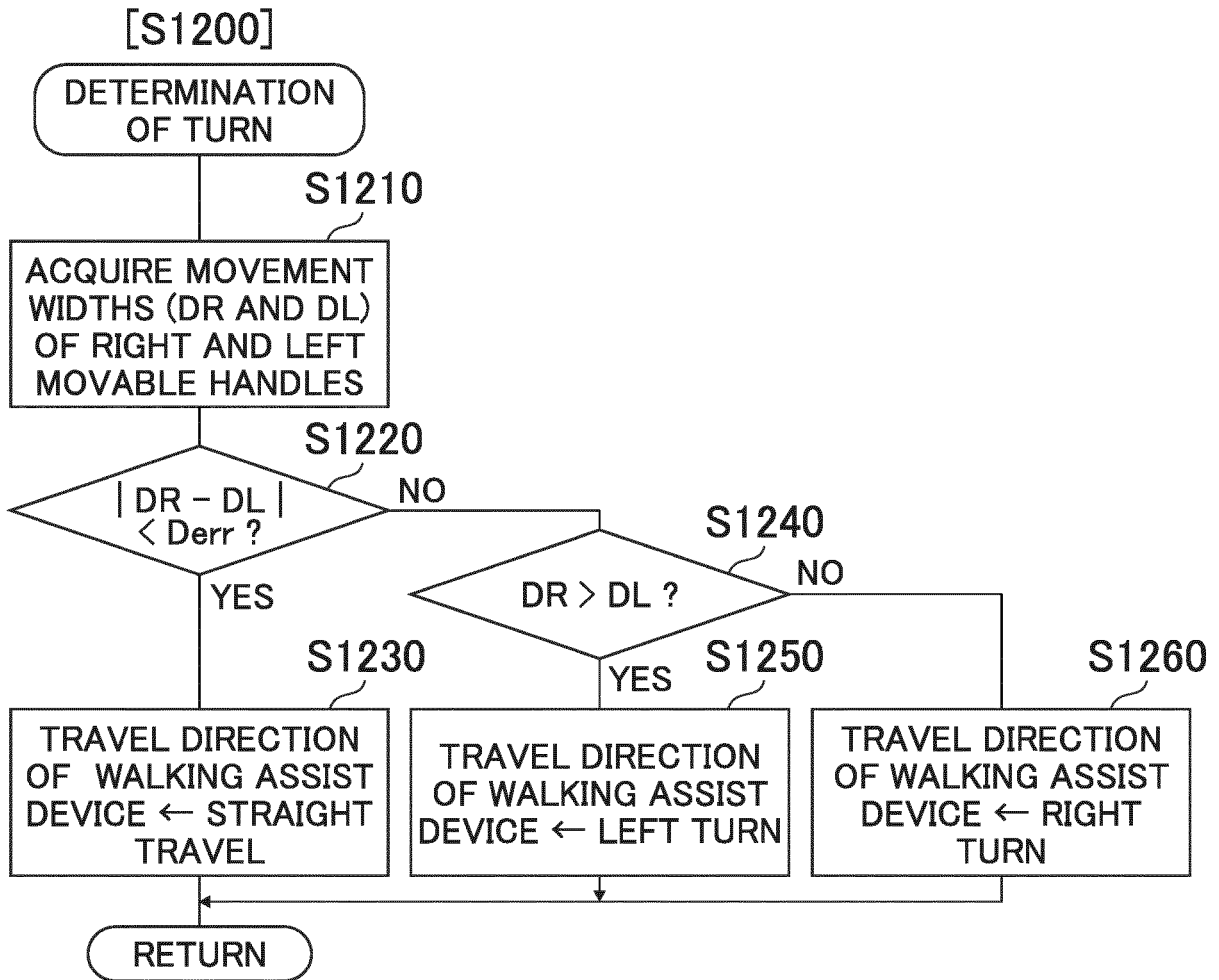 [S1200]
DETERMINATION
OF TURN
S1210
ACQUIRE MOVEMENT
WIDTHS (DR AND DL)
OF RIGHT AND LEFT
MOVABLE HANDLES
S1220
| DR − DL |
< Derr ?
NO
YES
S1240
DR > DL ?
NO
YES
S1230
TRAVEL DIRECTION
OF WALKING ASSIST
DEVICE ← STRAIGHT
TRAVEL
S1250
TRAVEL DIRECTION
OF WALKING ASSIST
DEVICE ← LEFT TURN
S1260
TRAVEL DIRECTION
OF WALKING ASSIST
DEVICE ← RIGHT
TURN
RETURN